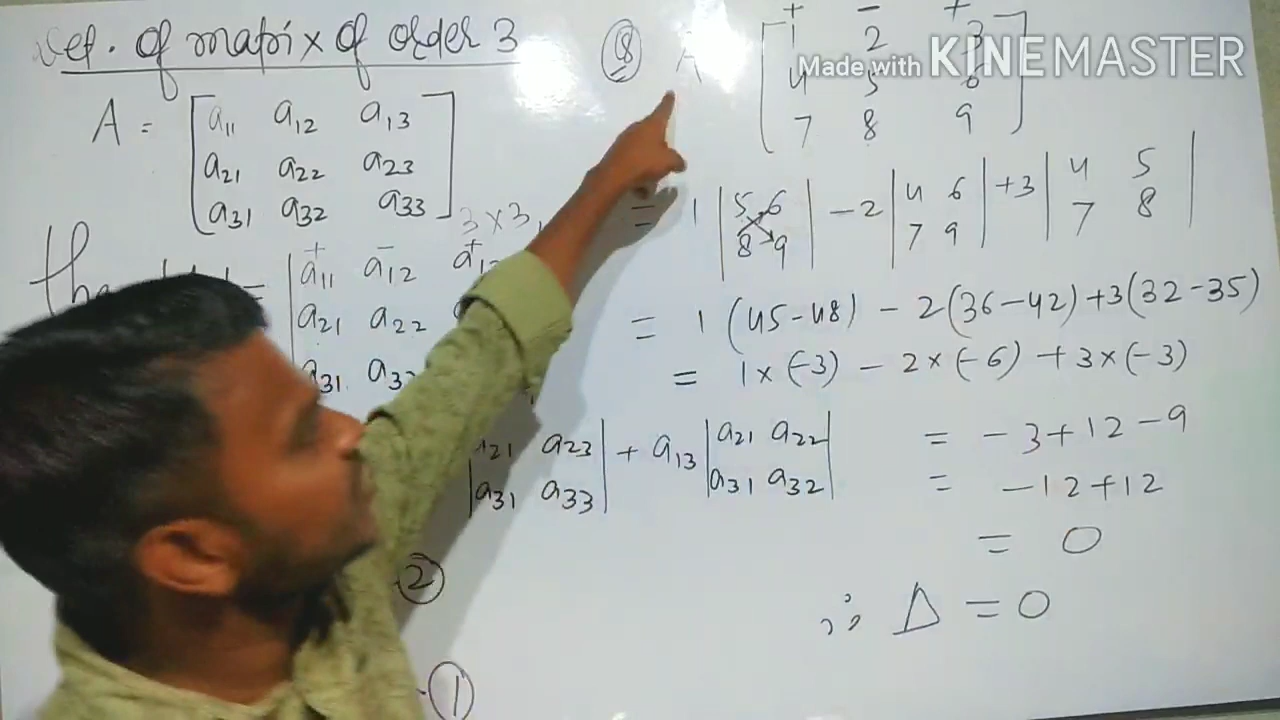 Det. of matrix of order 3
A = [a₁₁ a₁₂ a₁₃
a₂₁ a₂₂ a₂₃
a₃₁ a₃₂ a₃₃] 3×3,
= |a₁₁ a₁₂
a₂₁ a₂₂
a₃₁
a₂₃| + a₁₃ |a₂₁ a₂₂
|a₃₁ a₃₃| |a₃₁ a₃₂|
②
①
Q A
+ - +
[1 2 3
4 5 6
7 8 9]
Made with KINEMASTER
= 1 |5 6 − 2 |4 6 + 3 |4 5
8 9| 7 9| 7 8|
= 1 (45-48) - 2(36-42) +3(32-35)
= 1×(-3) - 2×(-6) + 3×(-3)
= -3+12-9
= -12+12
= 0
∴ Δ = 0